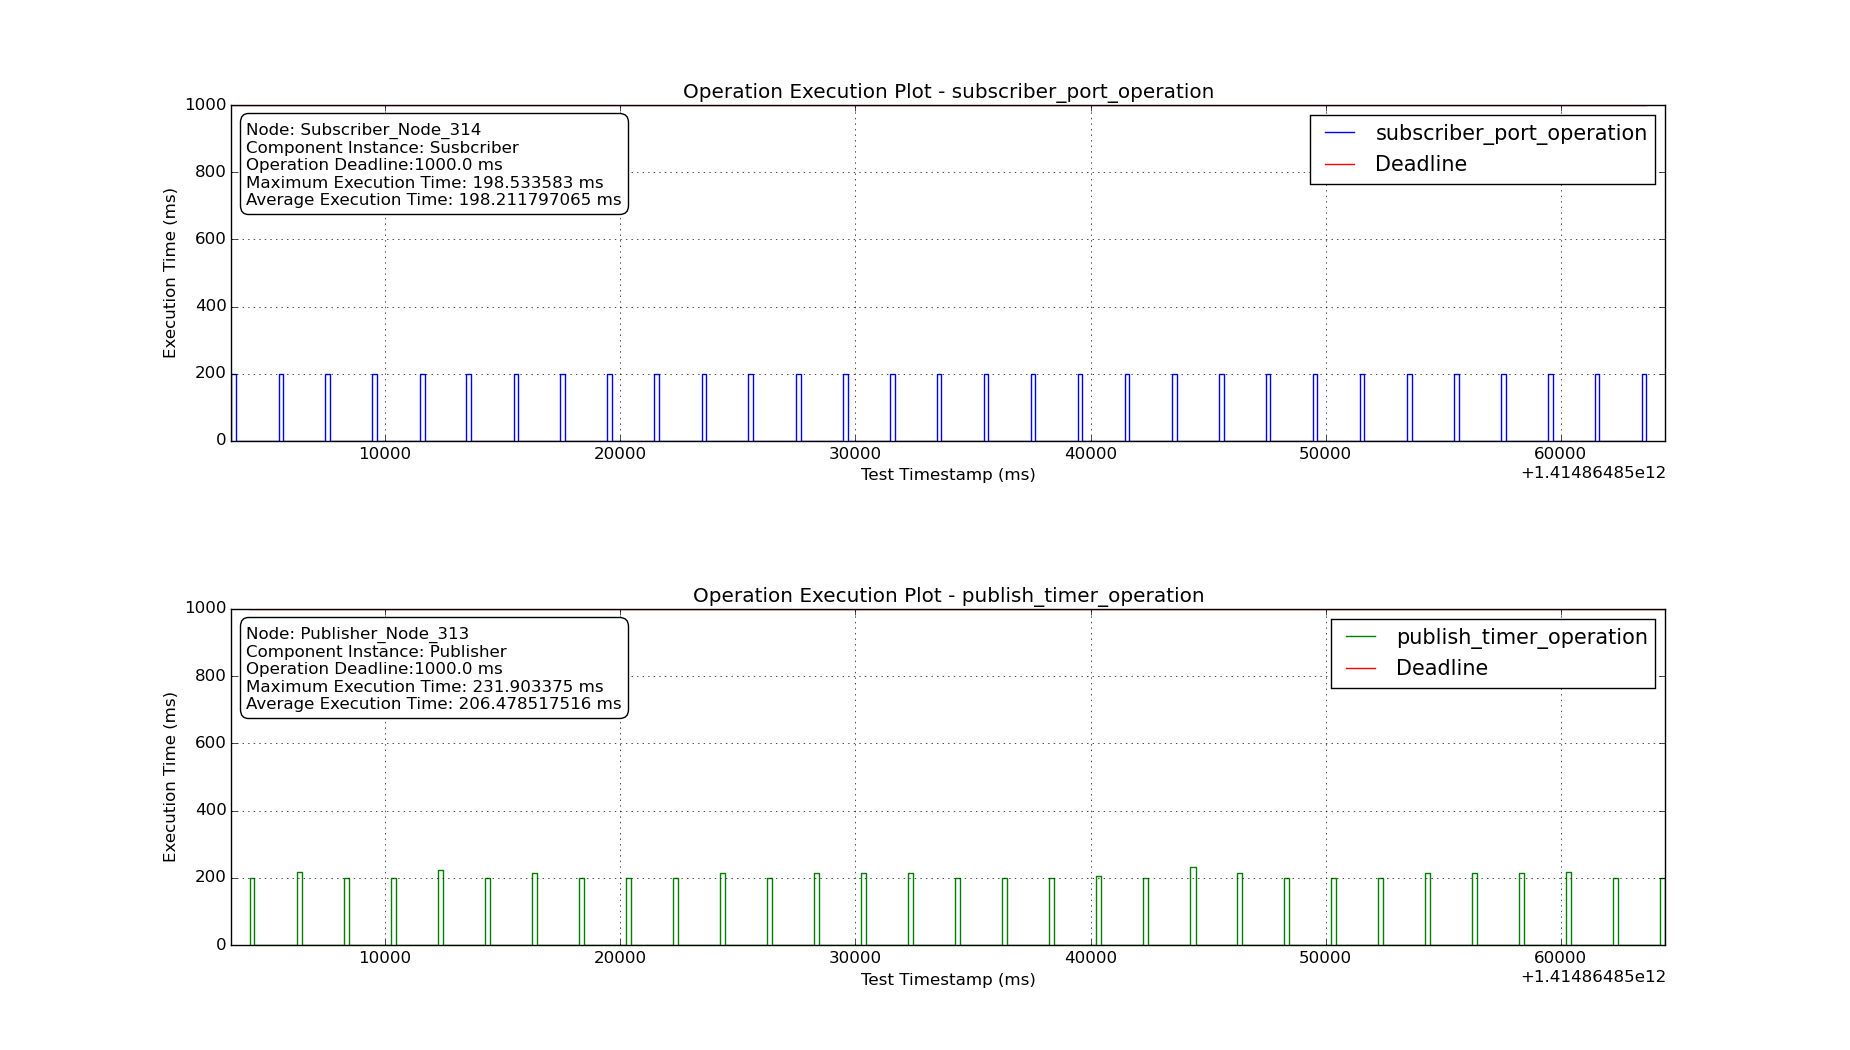 Operation Execution Plot - subscriber_port_operation
1000
800
600
400
200
0
Execution Time (ms)
Node: Subscriber_Node_314
Component Instance: Susbcriber
Operation Deadline:1000.0 ms
Maximum Execution Time: 198.533583 ms
Average Execution Time: 198.211797065 ms
subscriber_port_operation
Deadline
10000 20000 30000 40000 50000 60000
Test Timestamp (ms)
+1.41486485e12
Operation Execution Plot - publish_timer_operation
1000
800
600
400
200
0
Execution Time (ms)
Node: Publisher_Node_313
Component Instance: Publisher
Operation Deadline:1000.0 ms
Maximum Execution Time: 231.903375 ms
Average Execution Time: 206.478517516 ms
publish_timer_operation
Deadline
10000 20000 30000 40000 50000 60000
Test Timestamp (ms)
+1.41486485e12